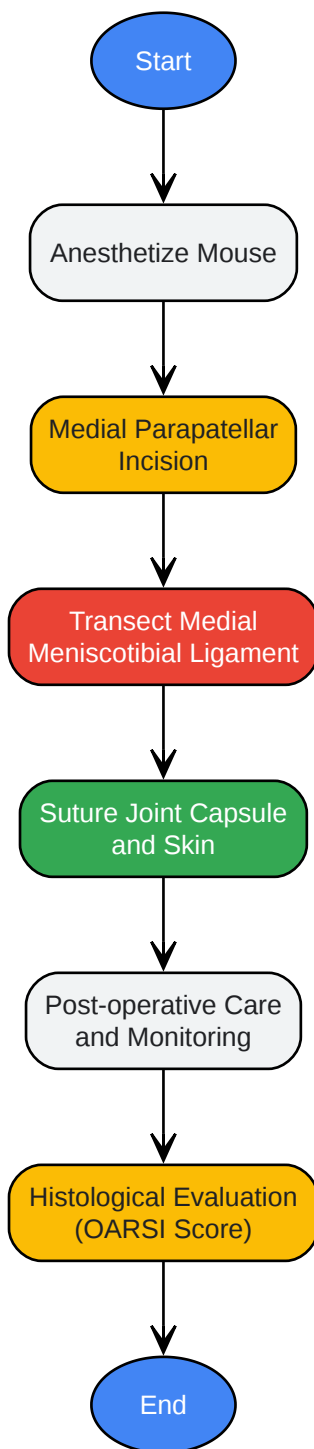 Start
Anesthetize Mouse
Medial Parapatellar
Incision
Transect Medial
Meniscotibial Ligament
Suture Joint Capsule
and Skin
Post-operative Care
and Monitoring
Histological Evaluation
(OARSI Score)
End